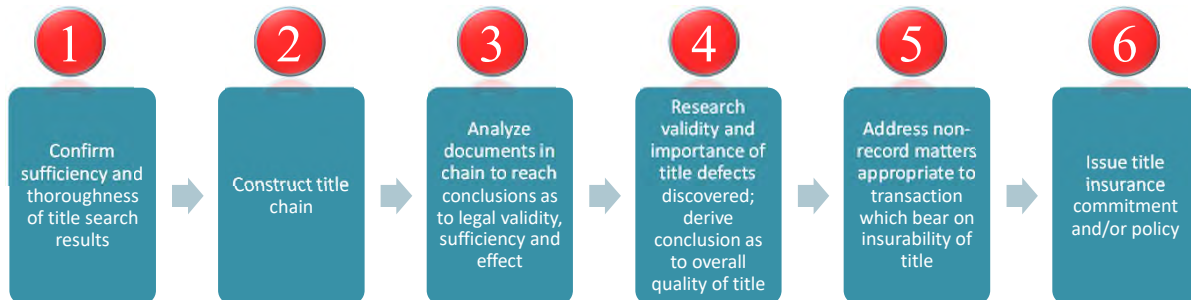 1
Confirm
sufficiency and
thoroughness
of title search
results
2
Construct title
chain
3
Analyze
documents in
chain to reach
conclusions as
to legal validity,
sufficiency and
effect
4
Research
validity and
importance of
title defects
discovered;
derive
conclusion as
to overall
quality of title
5
Address non-
record matters
appropriate to
transaction
which bear on
insurability of
title
6
Issue title
insurance
commitment
and/or policy